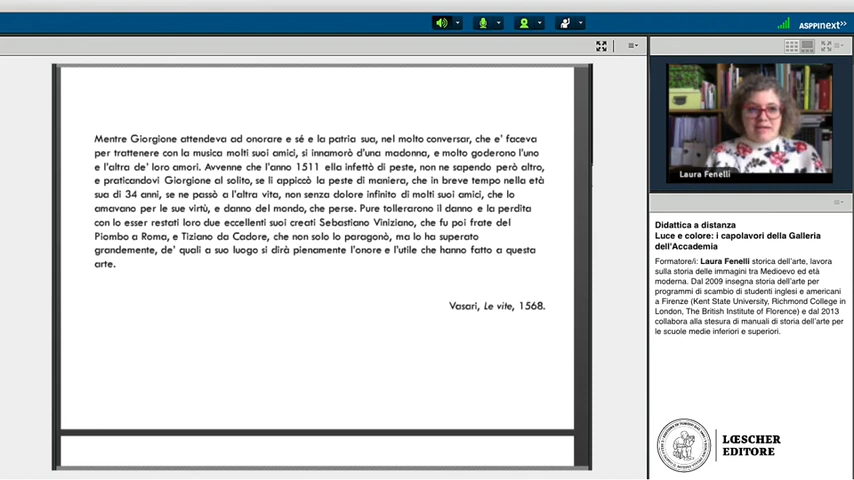 ASPPInext>>
Mentre Giorgione attendeva ad onorare e sé e la patria sua, nel molto conversar, che e' faceva
per trattenere con la musica molti suoi amici, si innamorò d'una madonna, e molto goderono l'uno
e l'altra de' loro amori. Avvenne che l'anno 1511 ella infettò di peste, non ne sapendo però altro,
e praticandovi Giorgione al solito, se li appiccò la peste di maniera, che in breve tempo nella età
sua di 34 anni, se ne passò a l'altra vita, non senza dolore infinito di molti suoi amici, che lo
amavano per le sue virtù, e danno del mondo, che perse. Pure tollerarono il danno e la perdita
con lo esser restati loro due eccellenti suoi creati Sebastiano Viniziano, che fu poi frate del
Piombo a Roma, e Tiziano da Cadore, che non solo lo paragonò, ma lo ha superato
grandemente, de' quali a suo luogo si dirà pienamente l'onore e l'utile che hanno fatto a questa
arte.
Vasari, Le vite, 1568.
Laura Fenelli
Didattica a distanza
Luce e colore: i capolavori della Galleria
dell'Accademia
Formatore/i: Laura Fenelli storica dell'arte, lavora
sulla storia delle immagini tra Medioevo ed età
moderna. Dal 2009 insegna storia dell'arte per
programmi di scambio di studenti inglesi e americani
a Firenze (Kent State University, Richmond College in
London, The British Institute of Florence) e dal 2013
collabora alla stesura di manuali di storia dell'arte per
le scuole medie inferiori e superiori.
LŒSCHER
EDITORE